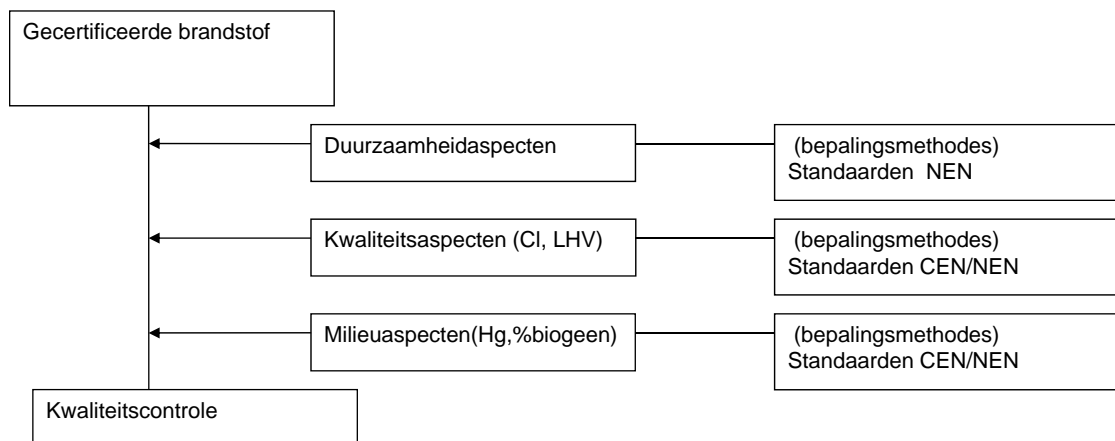 Gecertificeerde brandstof
Duurzaamheidaspecten
(bepalingsmethodes)
Standaarden NEN
Kwaliteitsaspecten (Cl, LHV)
(bepalingsmethodes)
Standaarden CEN/NEN
Milieuaspecten(Hg,%biogeen)
(bepalingsmethodes)
Standaarden CEN/NEN
Kwaliteitscontrole